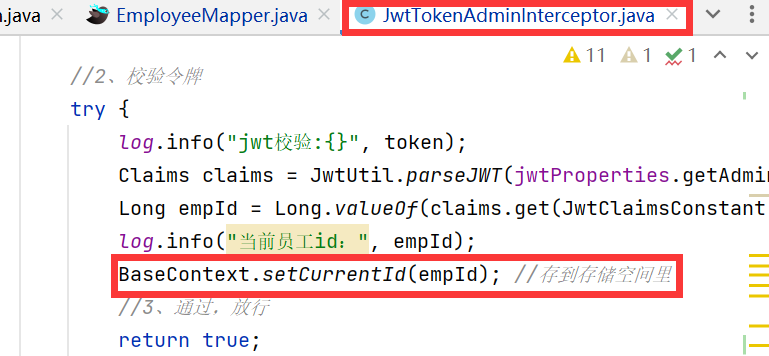 .java EmployeeMapper.java JwtTokenAdminInterceptor.java
11 1 1
//2、校验令牌
try {
log.info("jwt校验:{}", token);
Claims claims = JwtUtil.parseJWT(jwtProperties.getAdmin
Long empId = Long.valueOf(claims.get(JwtClaimsConstant
log.info("当前员工id：", empId);
BaseContext.setCurrentId(empId); //存到存储空间里
//3、通过，放行
return true;